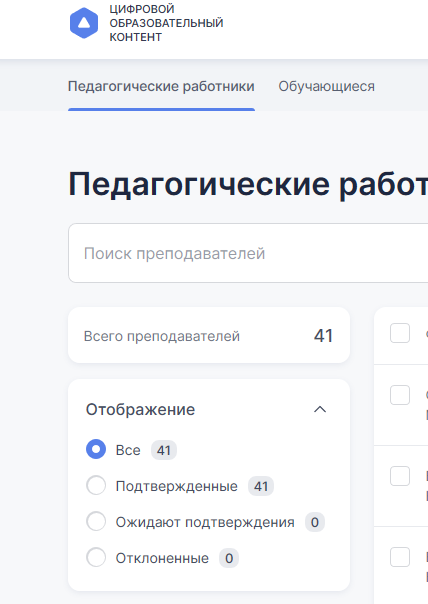 ЦИФРОВОЙ
ОБРАЗОВАТЕЛЬНЫЙ
КОНТЕНТ
Педагогические работники Обучающиеся
Педагогические
Поиск преподавателей
Всего преподавателей 41
Отображение
Все 41
Подтвержденные 41
Ожидают подтверждения 0
Отклоненные 0